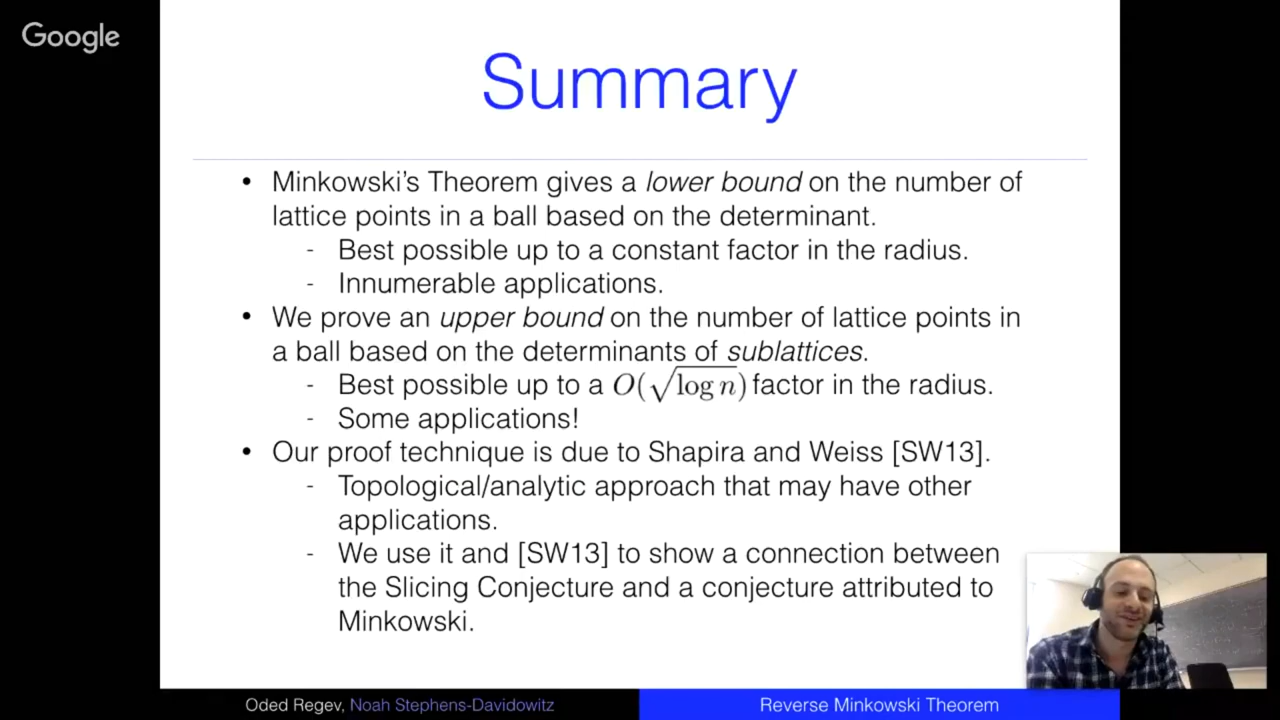 Google
Summary
• Minkowski's Theorem gives a lower bound on the number of
lattice points in a ball based on the determinant.
- Best possible up to a constant factor in the radius.
- Innumerable applications.
• We prove an upper bound on the number of lattice points in
a ball based on the determinants of sublattices.
- Best possible up to a O(√log n) factor in the radius.
- Some applications!
• Our proof technique is due to Shapira and Weiss [SW13].
- Topological/analytic approach that may have other
applications.
- We use it and [SW13] to show a connection between
the Slicing Conjecture and a conjecture attributed to
Minkowski.
Oded Regev, Noah Stephens-Davidowitz
Reverse Minkowski Theorem